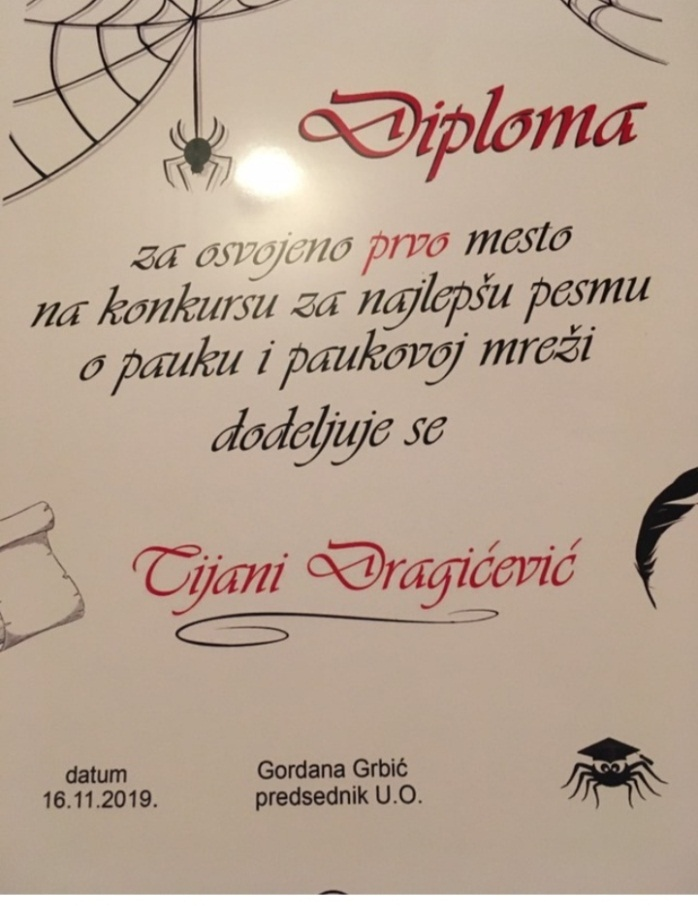 Diploma
za osvojeno prvo mesto
na konkursu za najlepšu pesmu
o pauku i paukovoj mreži
dodeljuje se
Tijani Dragićević
datum
16.11.2019.
Gordana Grbić
predsednik U.O.